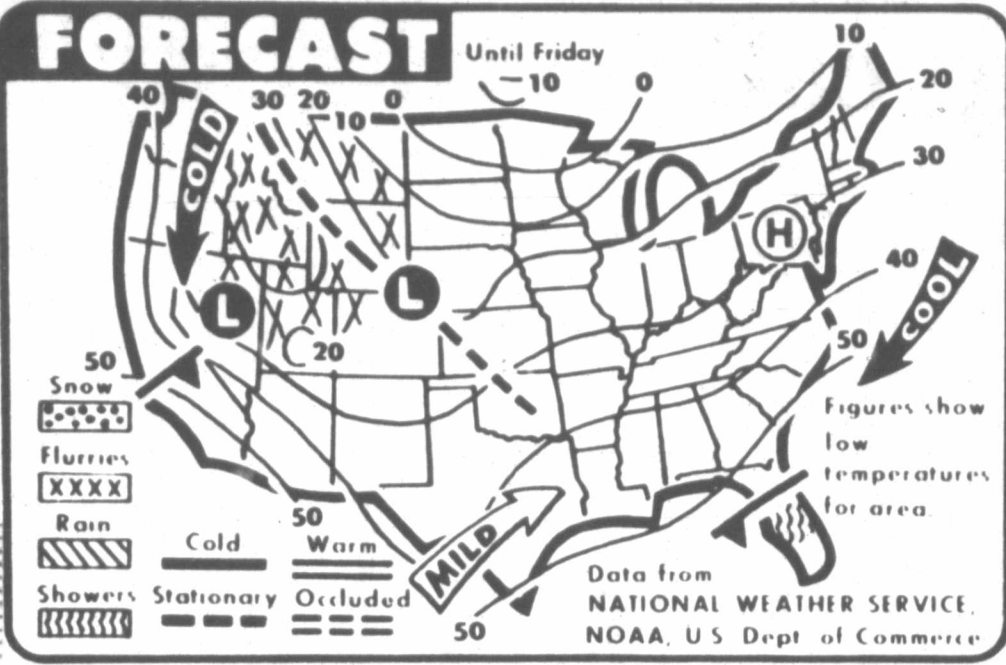 FORECAST
Until Friday
10
20
30
40
50
40
30
20
10
0
-10
0
COLD
L
L
H
20
COOL
50
Snow
Flurries
XXXX
Rain
Showers
Cold
Warm
Stationary
Occluded
50
MILD
50
Figures show
low
temperatures
for area.
Data from
NATIONAL WEATHER SERVICE,
NOAA, U S Dept of Commerce